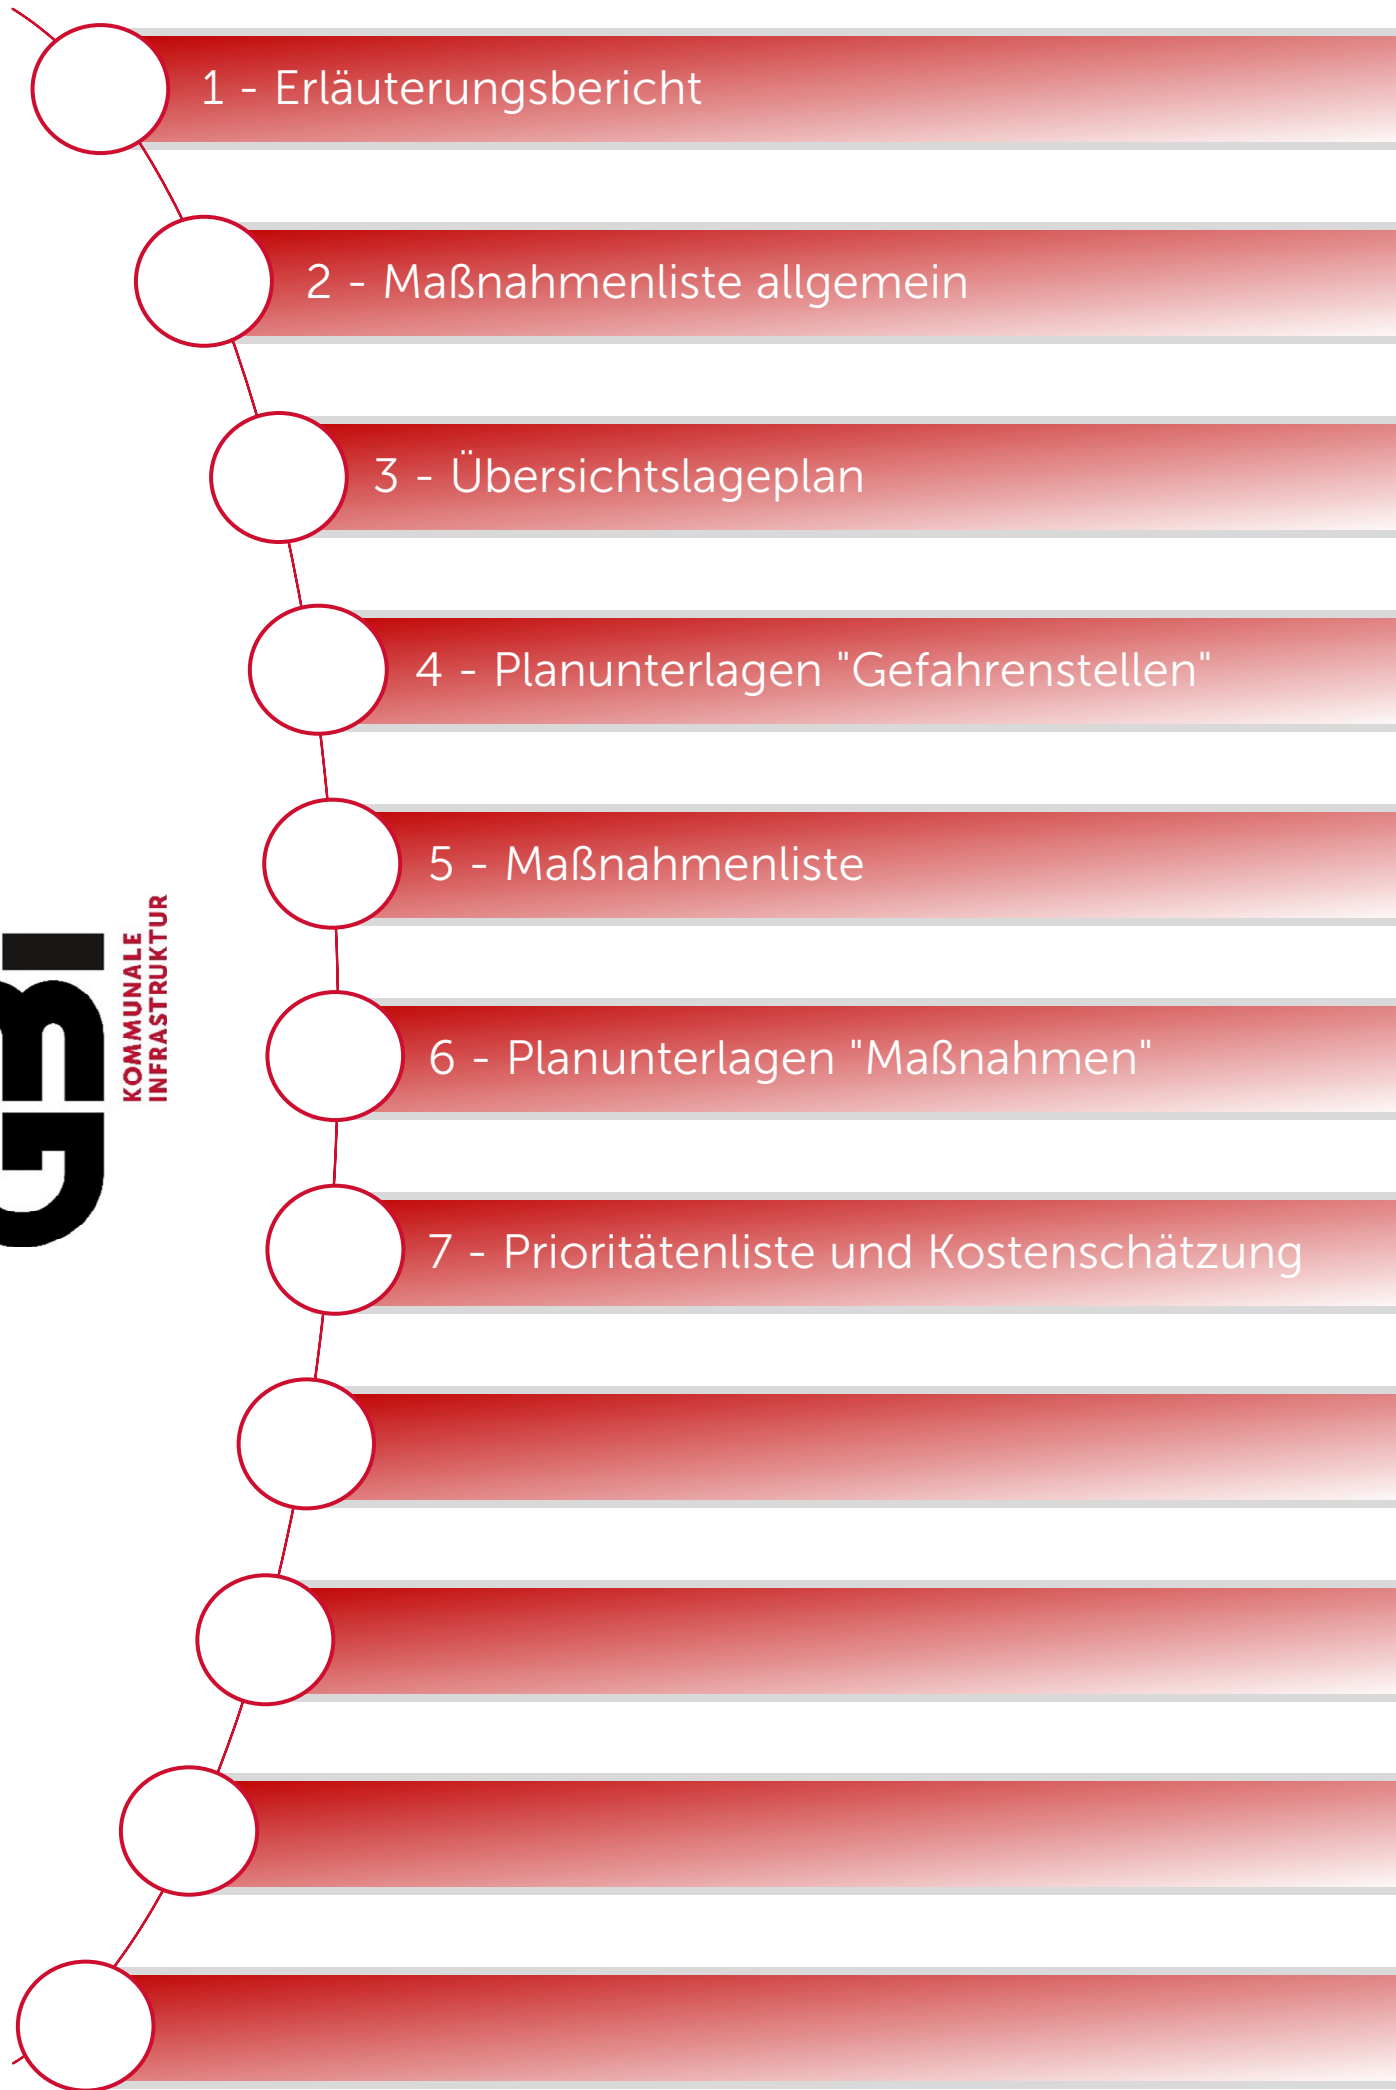 1 - Erläuterungsbericht
2 - Maßnahmenliste allgemein
3 - Übersichtslageplan
4 - Planunterlagen "Gefahrenstellen"
5 - Maßnahmenliste
KOMMUNALE
INFRASTRUKTUR
6 - Planunterlagen "Maßnahmen"
7 - Prioritätenliste und Kostenschätzung